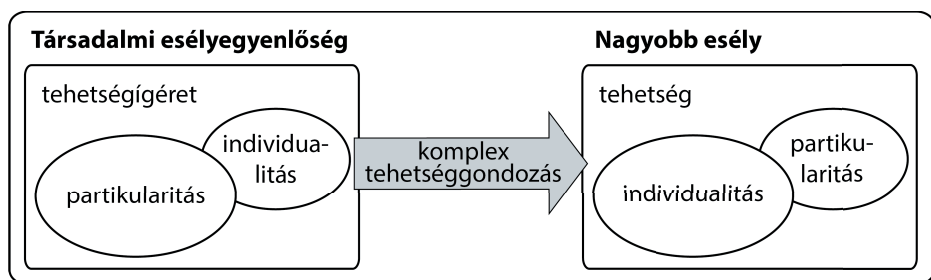 Társadalmi esélyegyenlőség
tehetségígéret
individua-
litás
partikularitás
komplex
tehetséggondozás
Nagyobb esély
tehetség
partiku-
laritás
individualitás